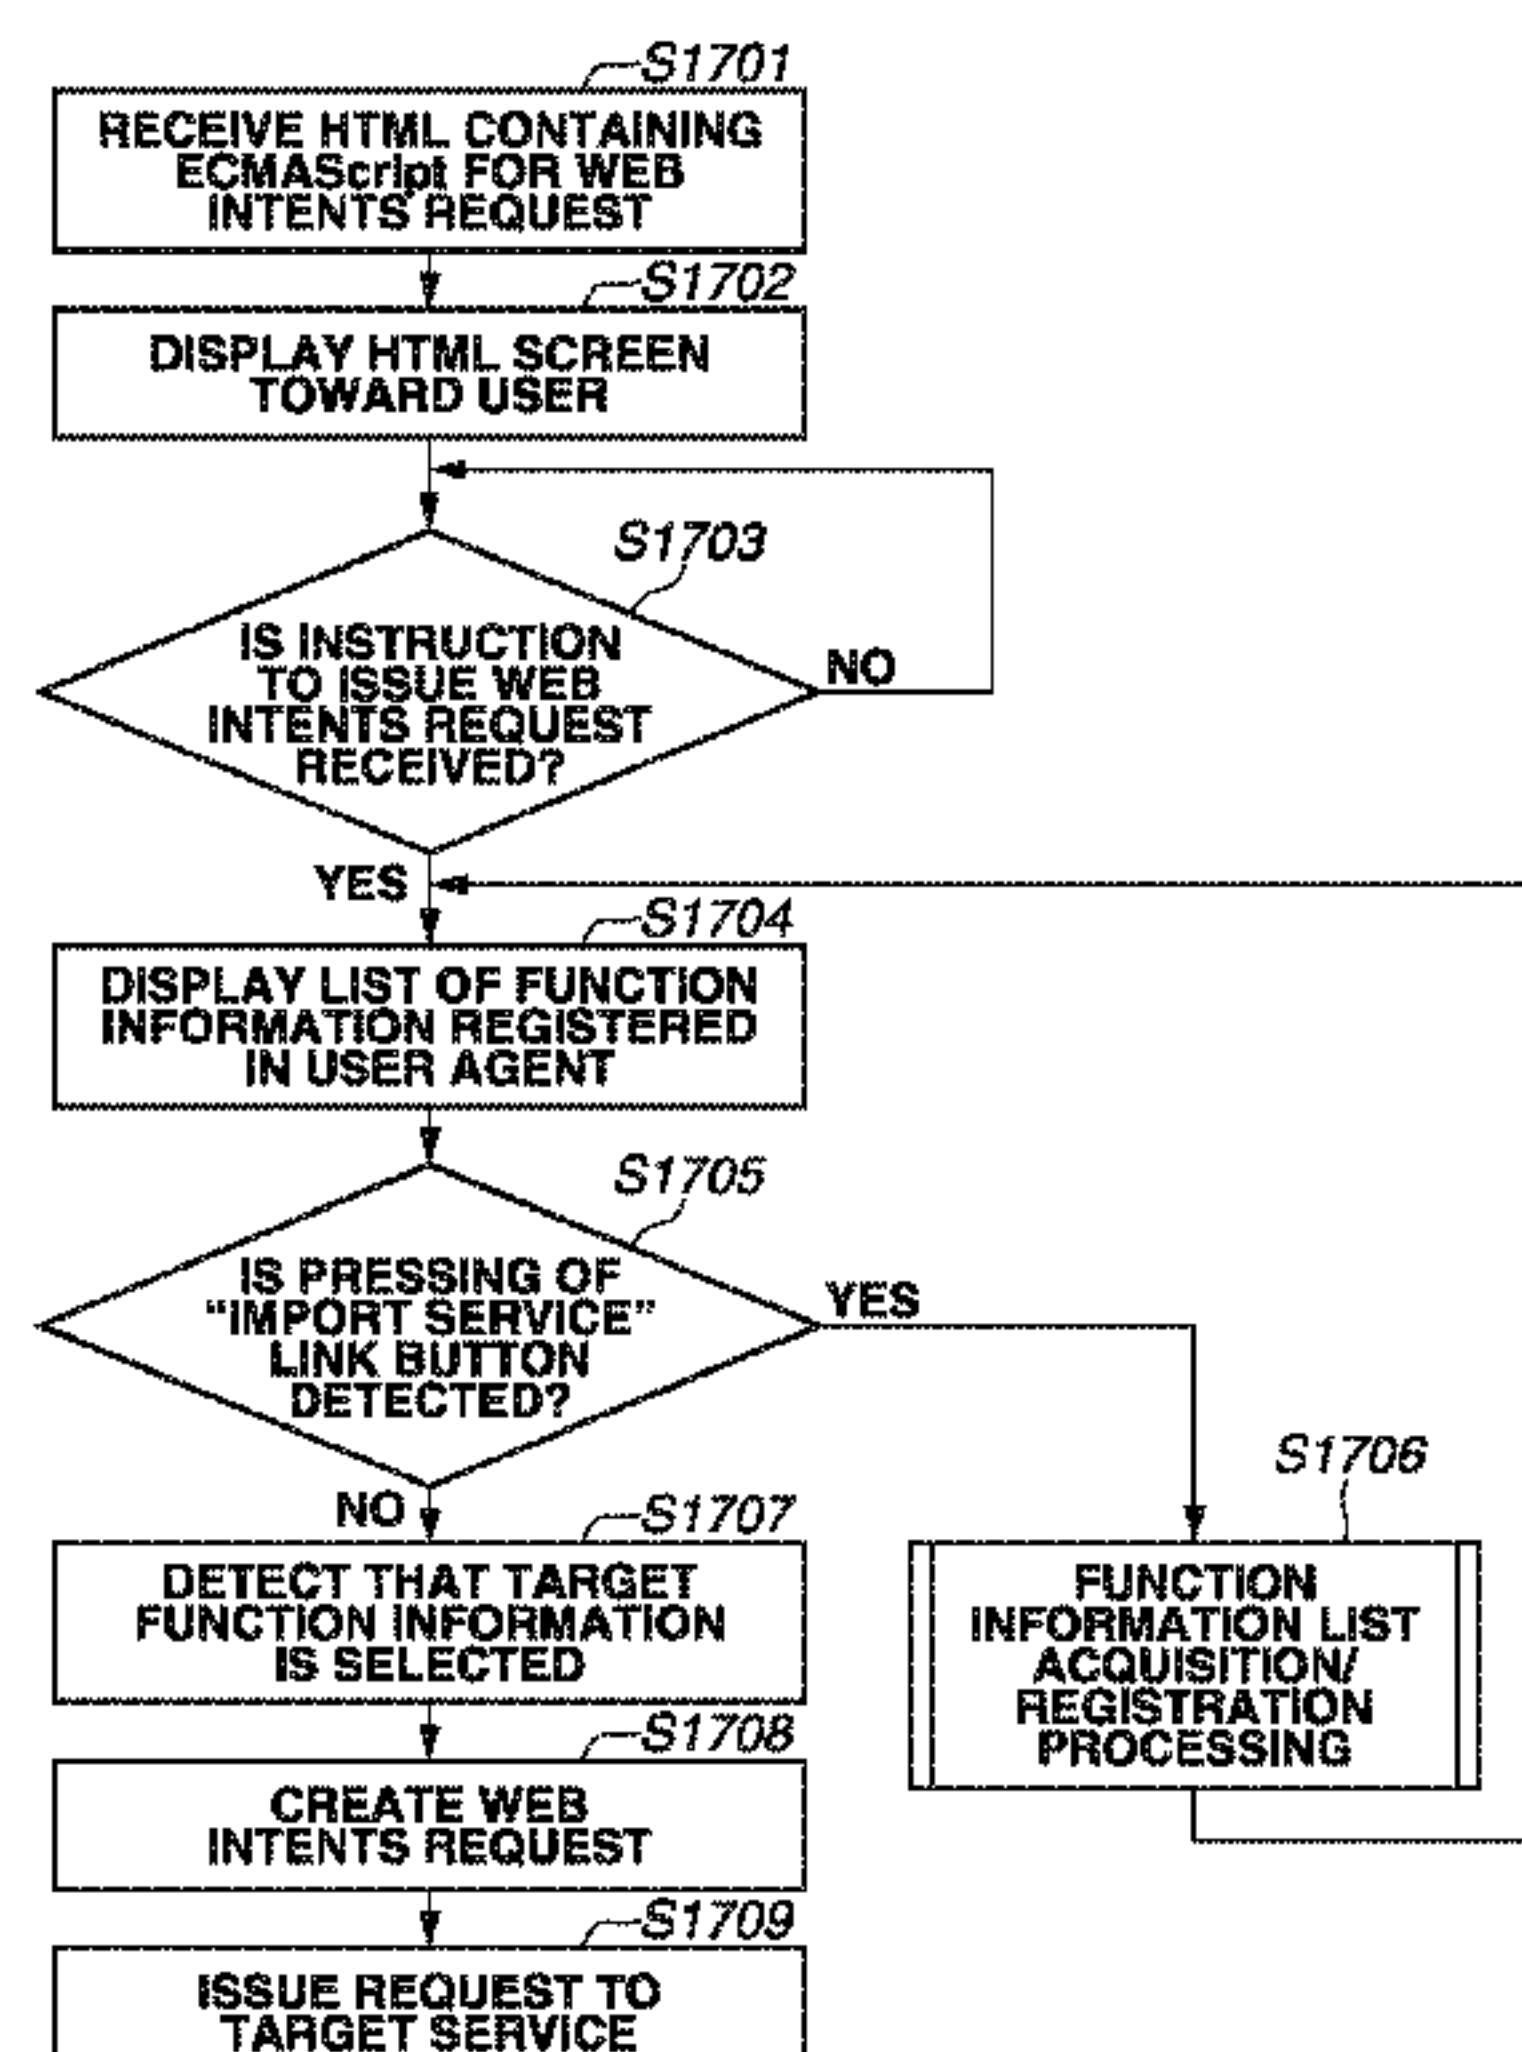 S1701
RECEIVE HTML CONTAINING
ECMAScript FOR WEB
INTENTS REQUEST
S1702
DISPLAY HTML SCREEN
TOWARD USER
S1703
IS INSTRUCTION
TO ISSUE WEB
INTENTS REQUEST
RECEIVED?
NO
YES
S1704
DISPLAY LIST OF FUNCTION
INFORMATION REGISTERED
IN USER AGENT
S1705
IS PRESSING OF
“IMPORT SERVICE”
LINK BUTTON
DETECTED?
YES
NO
S1706
FUNCTION
INFORMATION LIST
ACQUISITION/
REGISTRATION
PROCESSING
S1707
DETECT THAT TARGET
FUNCTION INFORMATION
IS SELECTED
S1708
CREATE WEB
INTENTS REQUEST
S1709
ISSUE REQUEST TO
TARGET SERVICE